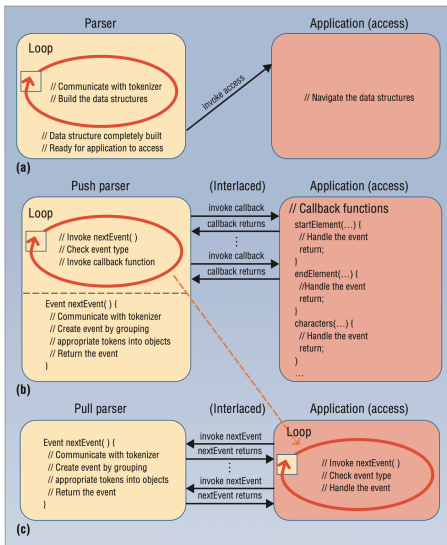 Parser
Application (access)
Loop
// Communicate with tokenizer
// Build the data structures
// Data structure completely built
// Ready for application to access
invoke access
// Navigate the data structures
(a)
Push parser
(Interlaced)
Application (access)
Loop
// Invoke nextEvent( )
// Check event type
// Invoke callback function
Event nextEvent( ) {
// Communicate with tokenizer
// Create event by grouping
// appropriate tokens into objects
// Return the event
}
invoke callback
callback returns
⋮
invoke callback
callback returns
// Callback functions
startElement(…) {
// Handle the event
return;
}
endElement(…) {
//Handle the event
return;
}
characters(…) {
// Handle the event
return;
}
…
(b)
Pull parser
(Interlaced)
Application (access)
Event nextEvent( ) {
// Communicate with tokenizer
// Create event by grouping
// appropriate tokens into objects
// Return the event
}
invoke nextEvent
nextEvent returns
⋮
invoke nextEvent
nextEvent returns
Loop
// Invoke nextEvent( )
// Check event type
// Handle the event
(c)